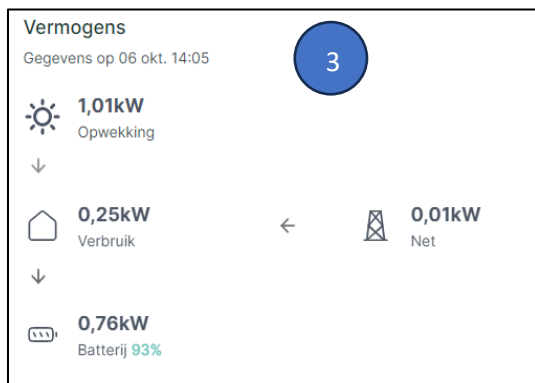 Vermogens
Gegevens op 06 okt. 14:05
3
1,01kW
Opwekking
0,25kW
Verbruik
0,01kW
Net
0,76kW
Batterij 93%